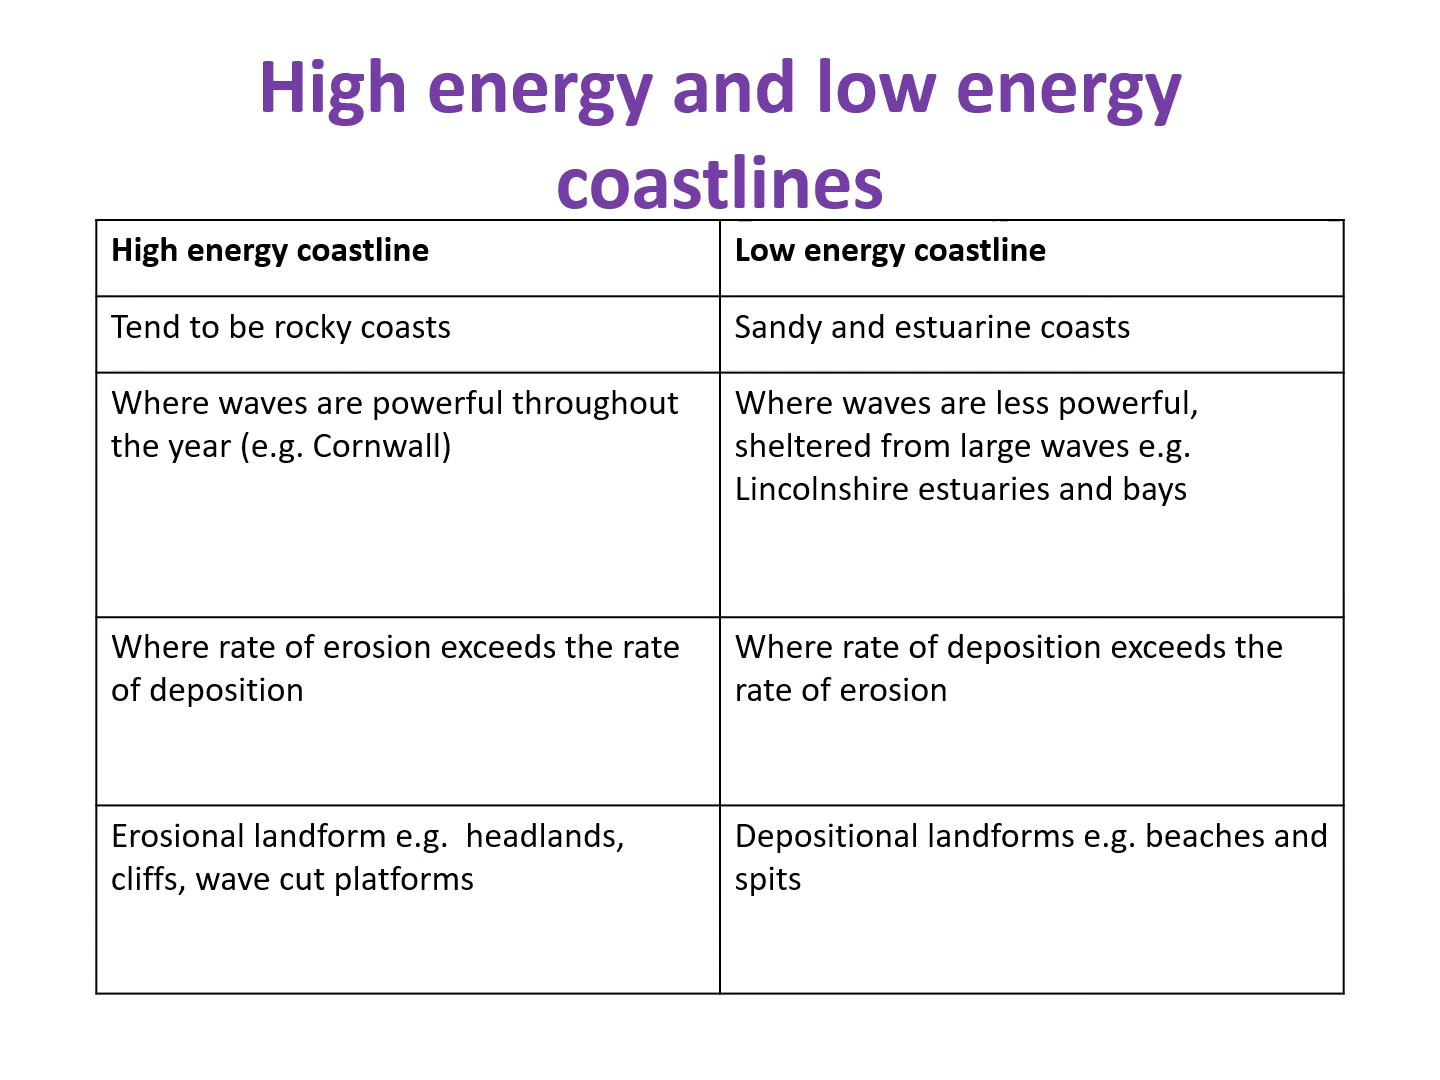 High energy and low energy
coastlines
High energy coastline
Low energy coastline
Tend to be rocky coasts
Sandy and estuarine coasts
Where waves are powerful throughout
the year (e.g. Cornwall)
Where waves are less powerful,
sheltered from large waves e.g.
Lincolnshire estuaries and bays
Where rate of erosion exceeds the rate
of deposition
Where rate of deposition exceeds the
rate of erosion
Erosional landform e.g.  headlands,
cliffs, wave cut platforms
Depositional landforms e.g. beaches and
spits